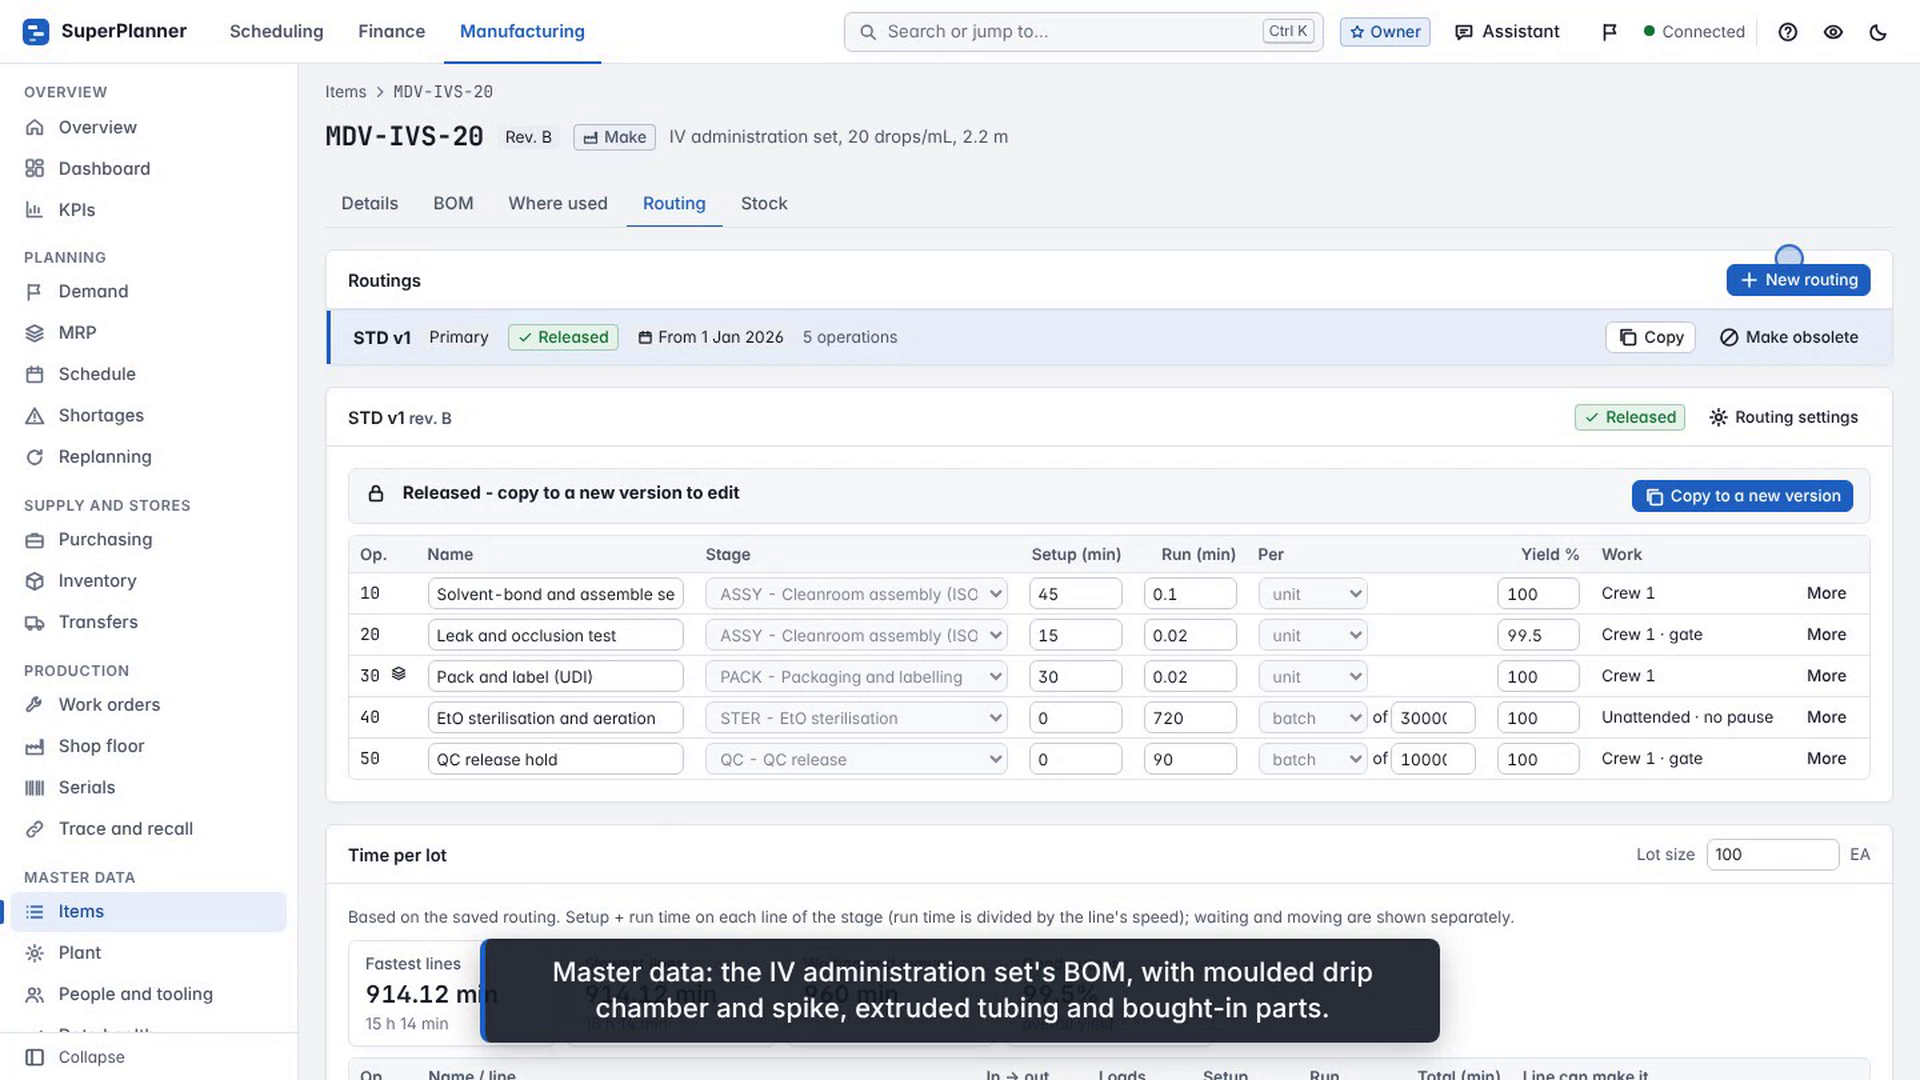 SuperPlanner
Scheduling
Finance
Manufacturing
Search or jump to...
Ctrl K
Owner
Assistant
Connected
OVERVIEW
Overview
Dashboard
KPIs
PLANNING
Demand
MRP
Schedule
Shortages
Replanning
SUPPLY AND STORES
Purchasing
Inventory
Transfers
PRODUCTION
Work orders
Shop floor
Serials
Trace and recall
MASTER DATA
Items
Plant
People and tooling
Collapse
Items > MDV-IVS-20
MDV-IVS-20 Rev. B Make IV administration set, 20 drops/mL, 2.2 m
Details BOM Where used Routing Stock
Routings
New routing
STD v1 Primary Released From 1 Jan 2026 5 operations Copy Make obsolete
STD v1 rev. B Released Routing settings
Released - copy to a new version to edit Copy to a new version
Op. Name Stage Setup (min) Run (min) Per Yield % Work
10 Solvent-bond and assemble se ASSY - Cleanroom assembly (ISO 45 0.1 unit 100 Crew 1 More
20 Leak and occlusion test ASSY - Cleanroom assembly (ISO 15 0.02 unit 99.5 Crew 1 · gate More
30 Pack and label (UDI) PACK - Packaging and labelling 30 0.02 unit 100 Crew 1 More
40 EtO sterilisation and aeration STER - EtO sterilisation 0 720 batch of 3000 100 Unattended · no pause More
50 QC release hold QC - QC release 0 90 batch of 1000 100 Crew 1 · gate More
Time per lot Lot size 100 EA
Based on the saved routing. Setup + run time on each line of the stage (run time is divided by the line's speed); waiting and moving are shown separately.
Fastest lines
914.12 min
15 h 14 min
Master data: the IV administration set's BOM, with moulded drip
chamber and spike, extruded tubing and bought-in parts.
Op. Name / line In → out Loads Setup Run Total (min) Line can make it